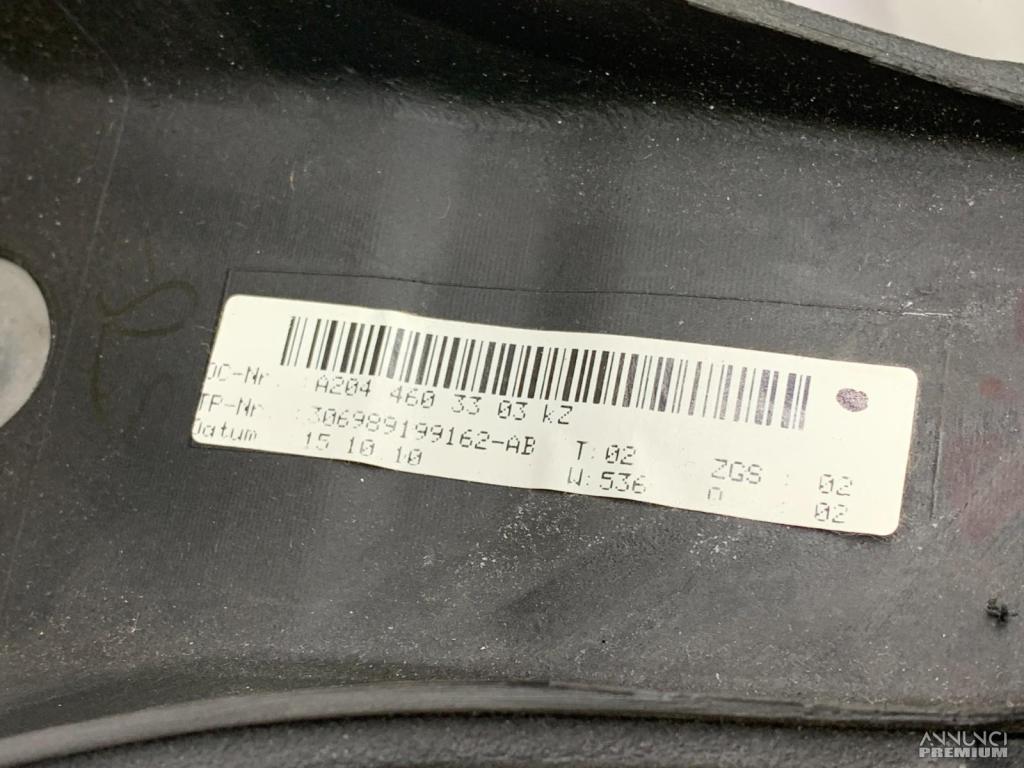 DC-Nr. : A204 460 33 03 kZ
TP-Nr : 306989199162-AB T: 02 ZGS : 02
Datum 15 10 10 W: 536 02
ANNUNCI
PREMIUM